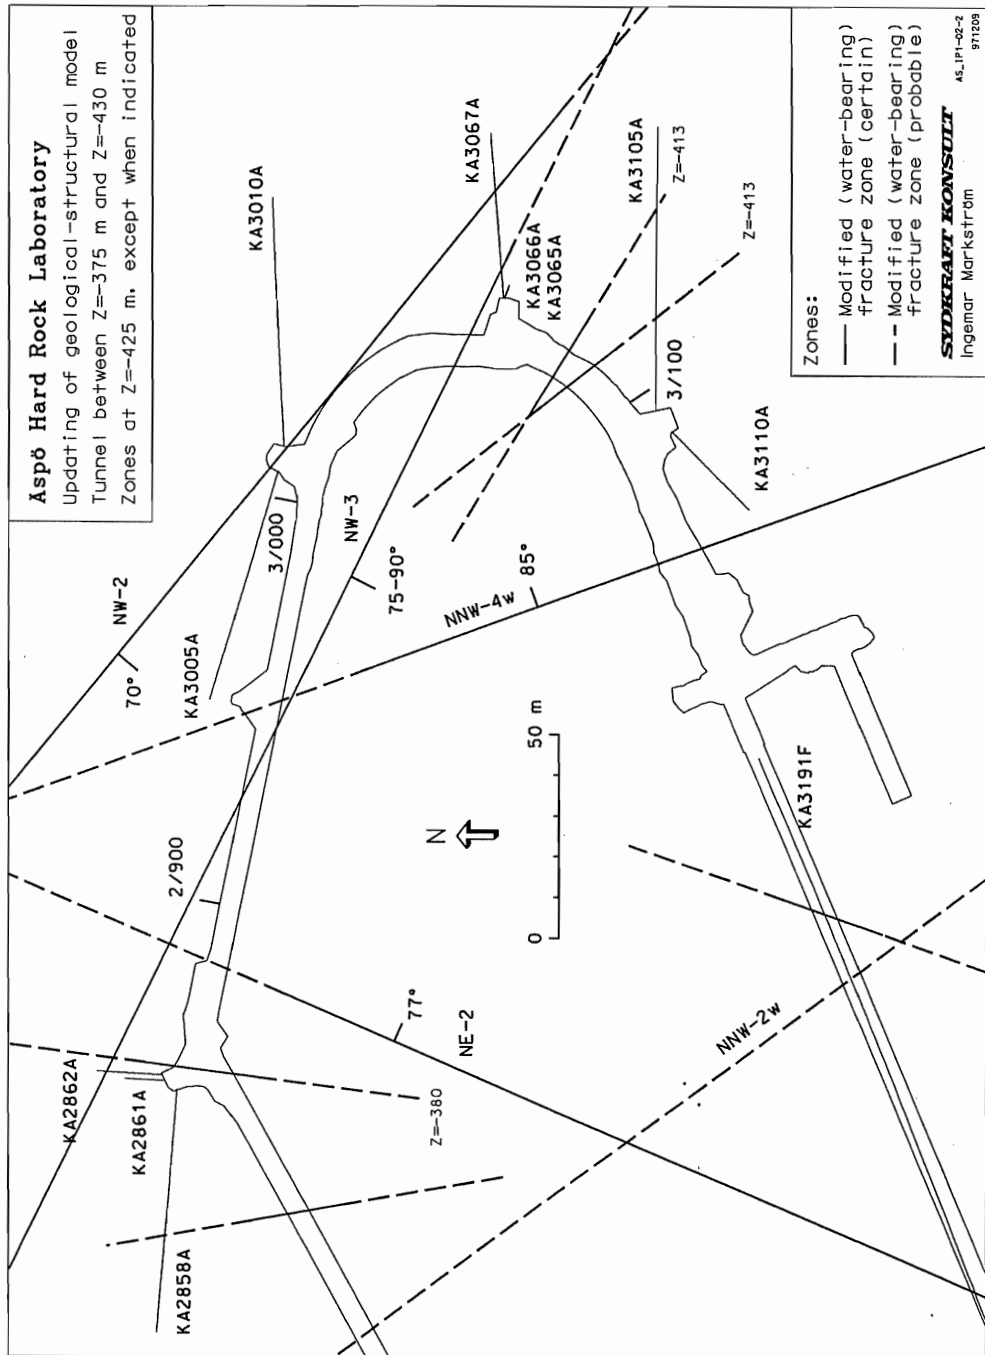 Äspö Hard Rock Laboratory
Updating of geological-structural model
Tunnel between Z=-375 m and Z=-430 m
Zones at Z=-425 m, except when indicated
KA3010A
KA3067A
KA3066A
KA3065A
KA3105A
Z=-413
Z=-413
3/100
KA3110A
NW-2
70°
3/000
KA3005A
NW-3
75-90°
NNW-4w
85°
2/900
N
0
50 m
KA3191F
KA2862A
KA2861A
KA2858A
77°
NE-2
Z=-380
NNW-2w
Zones:
Modified (water-bearing)
fracture zone (certain)
Modified (water-bearing)
fracture zone (probable)
SYDKRAFT KONSULT
Ingemar Markström
AS_IP1-02-2
971209